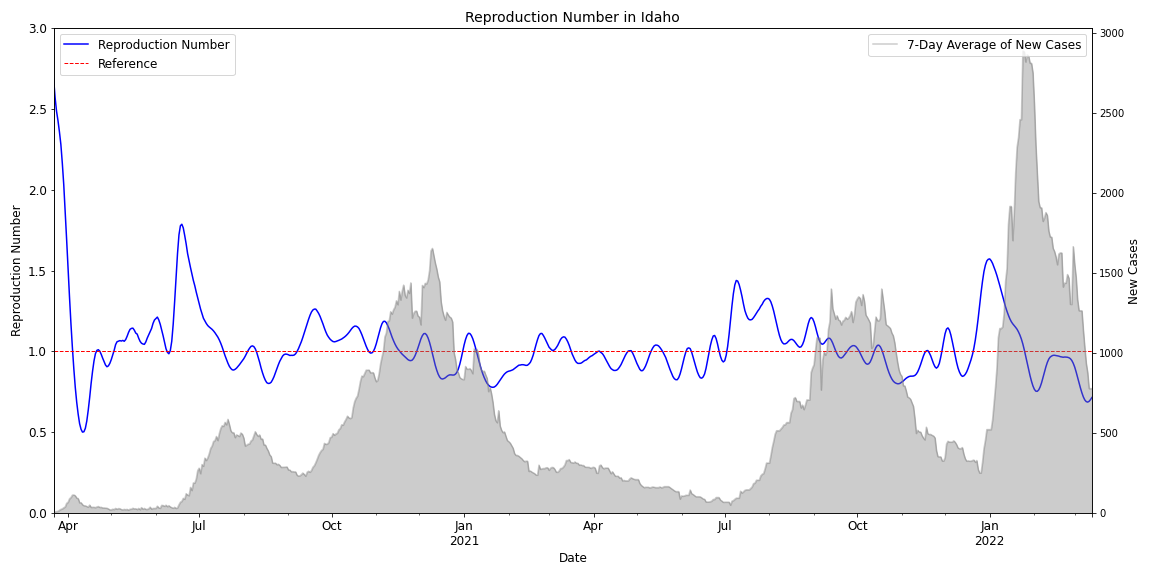 Reproduction Number in Idaho
Reproduction Number
Reference
7-Day Average of New Cases
3.0
2.5
2.0
1.5
1.0
0.5
0.0
Reproduction Number
3000
2500
2000
1500
1000
500
0
New Cases
Apr
Jul
Oct
Jan
2021
Apr
Jul
Oct
Jan
2022
Date